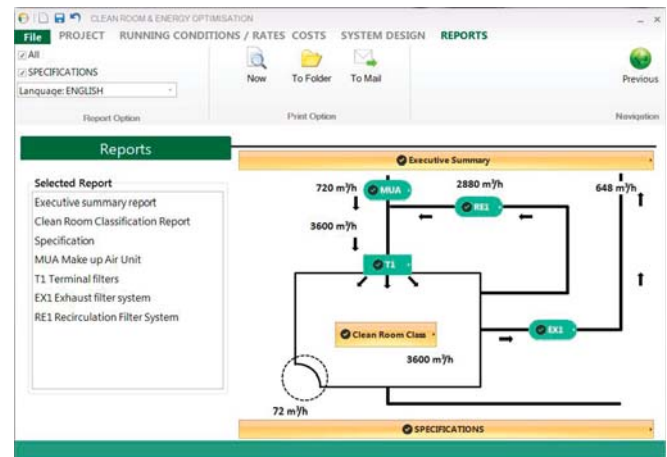 CLEAN ROOM & ENERGY OPTIMISATION
File PROJECT RUNNING CONDITIONS / RATES COSTS SYSTEM DESIGN REPORTS
All
SPECIFICATIONS
Language: ENGLISH
Now To Folder To Mail
Previous
Report Option
Print Option
Navigation
Reports
Selected Report
Executive summary report
Clean Room Classification Report
Specification
MUA Make up Air Unit
T1 Terminal filters
EX1 Exhaust filter system
RE1 Recirculation Filter System
Executive Summary
720 m³/h MUA 2880 m³/h 648 m³/h
RE1
3600 m³/h
T1
Clean Room Class EX1
3600 m³/h
72 m³/h
SPECIFICATIONS